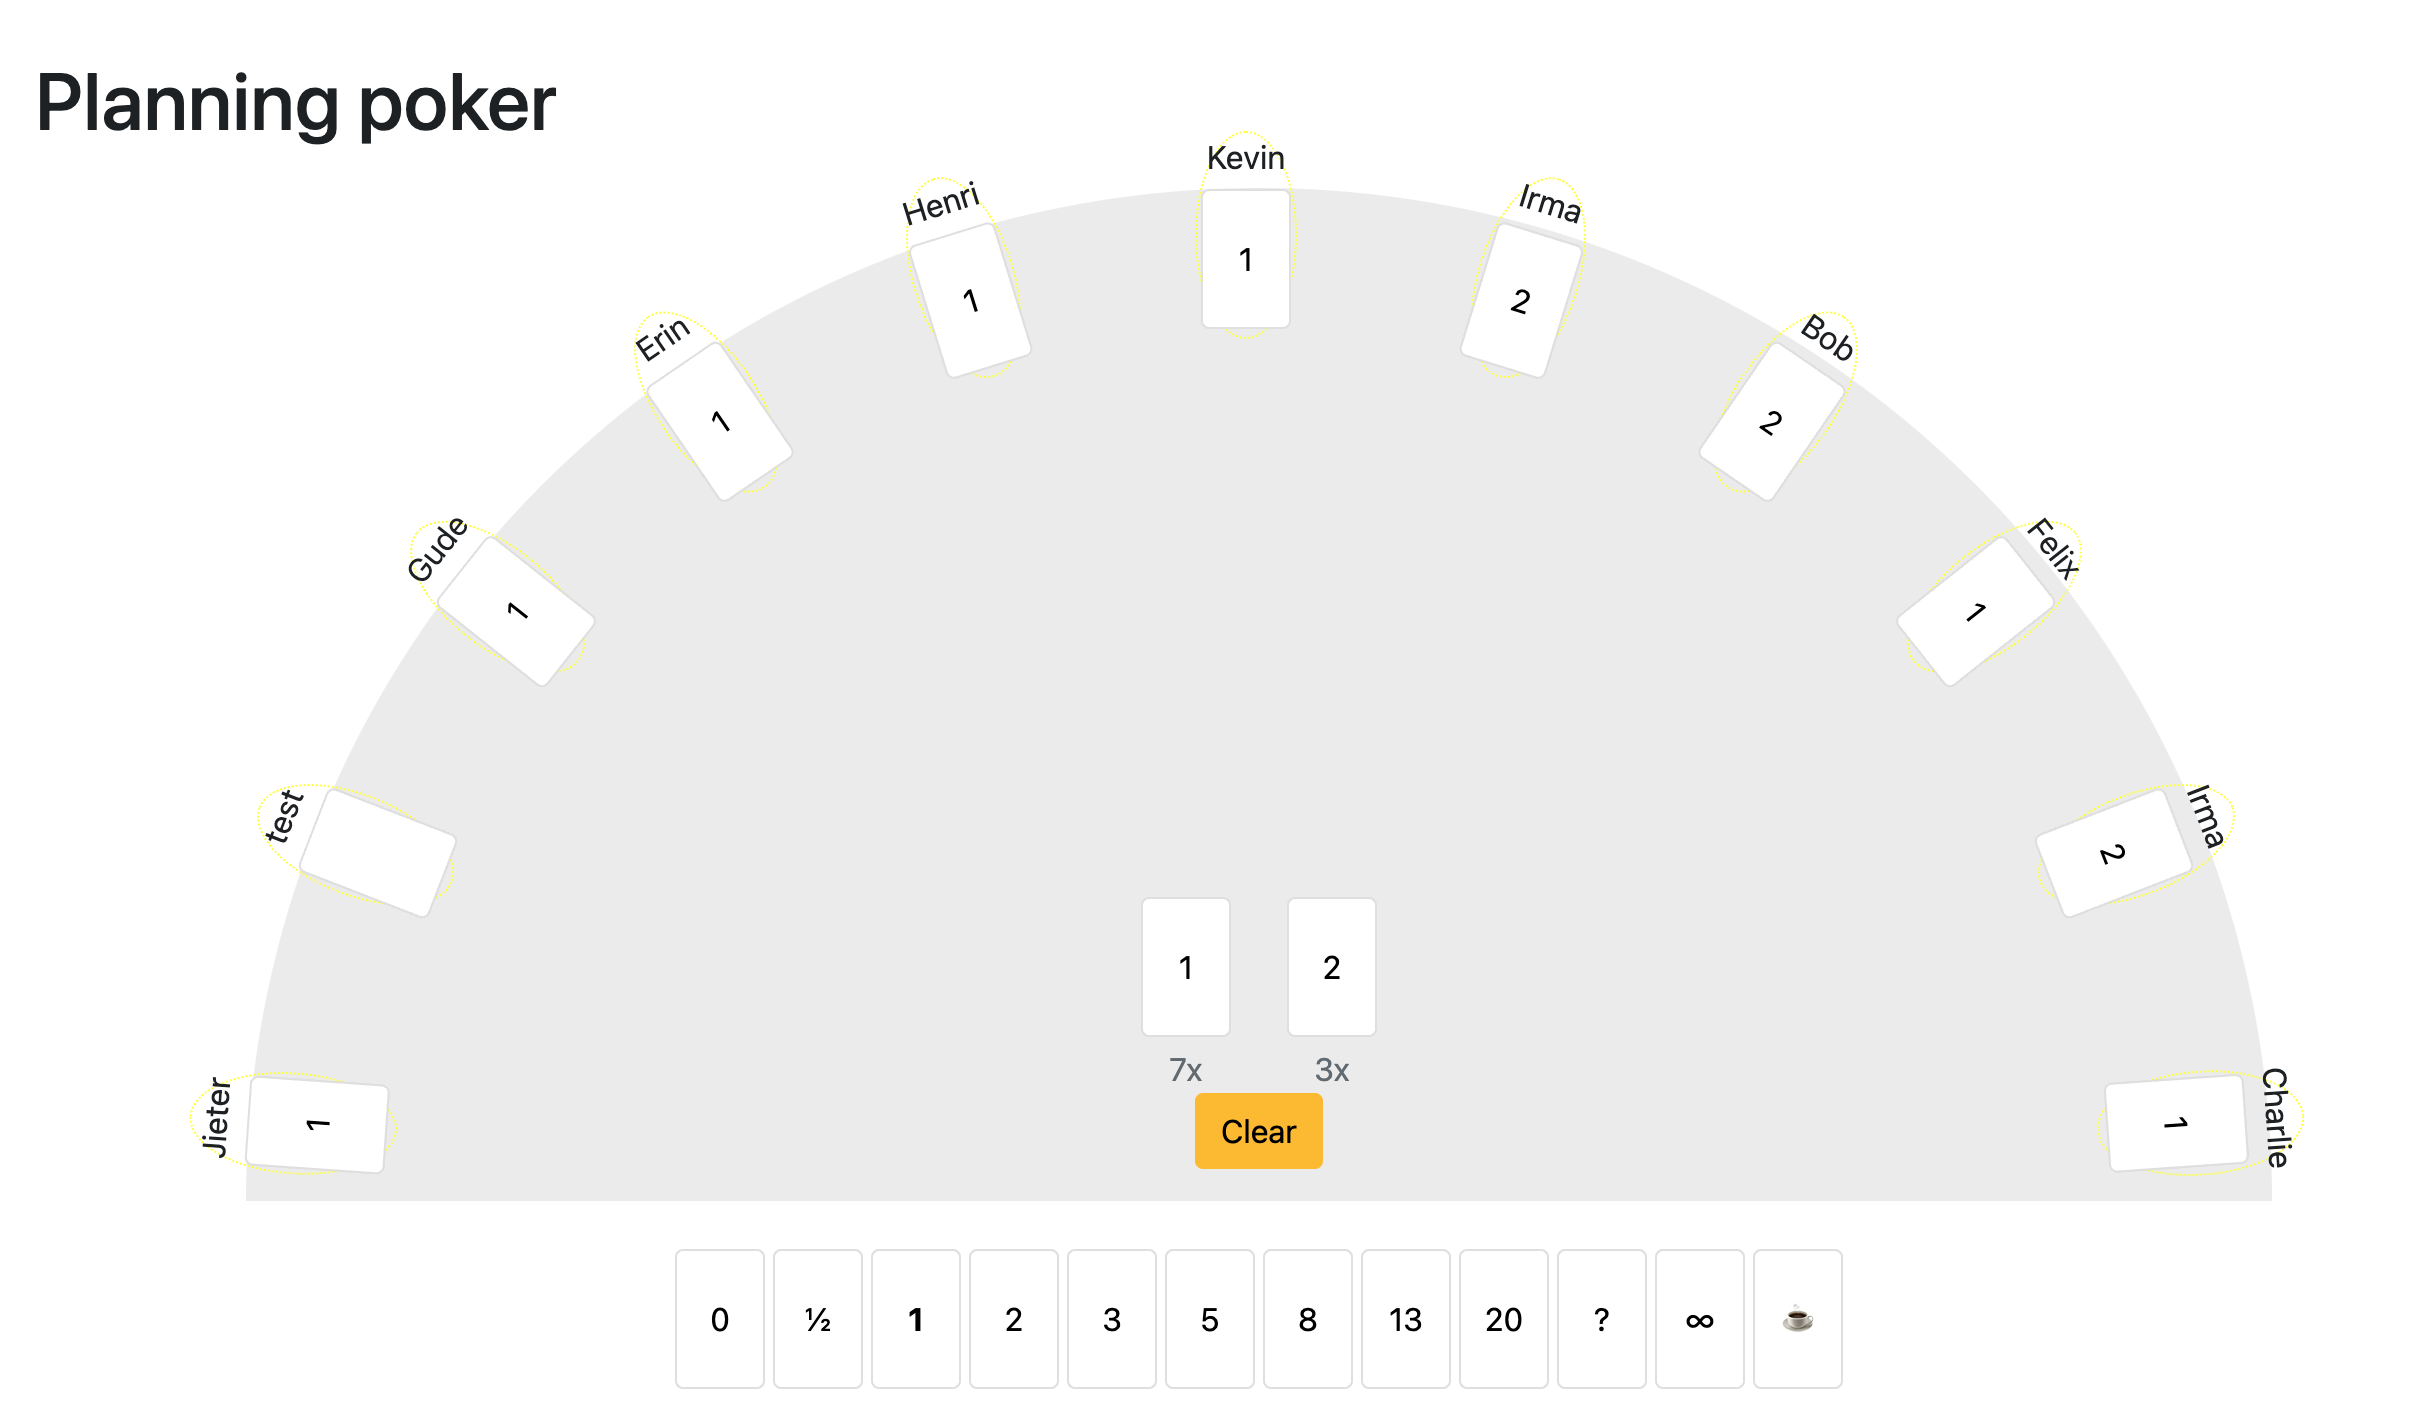 Planning poker
Kevin
1
Henri
1
Irma
2
Erin
1
Bob
2
Gude
1
Felix
1
test
Irma
2
Jieter
1
Charlie
1
1 2
7x 3x
Clear
0 ½ 1 2 3 5 8 13 20 ? ∞ ☕